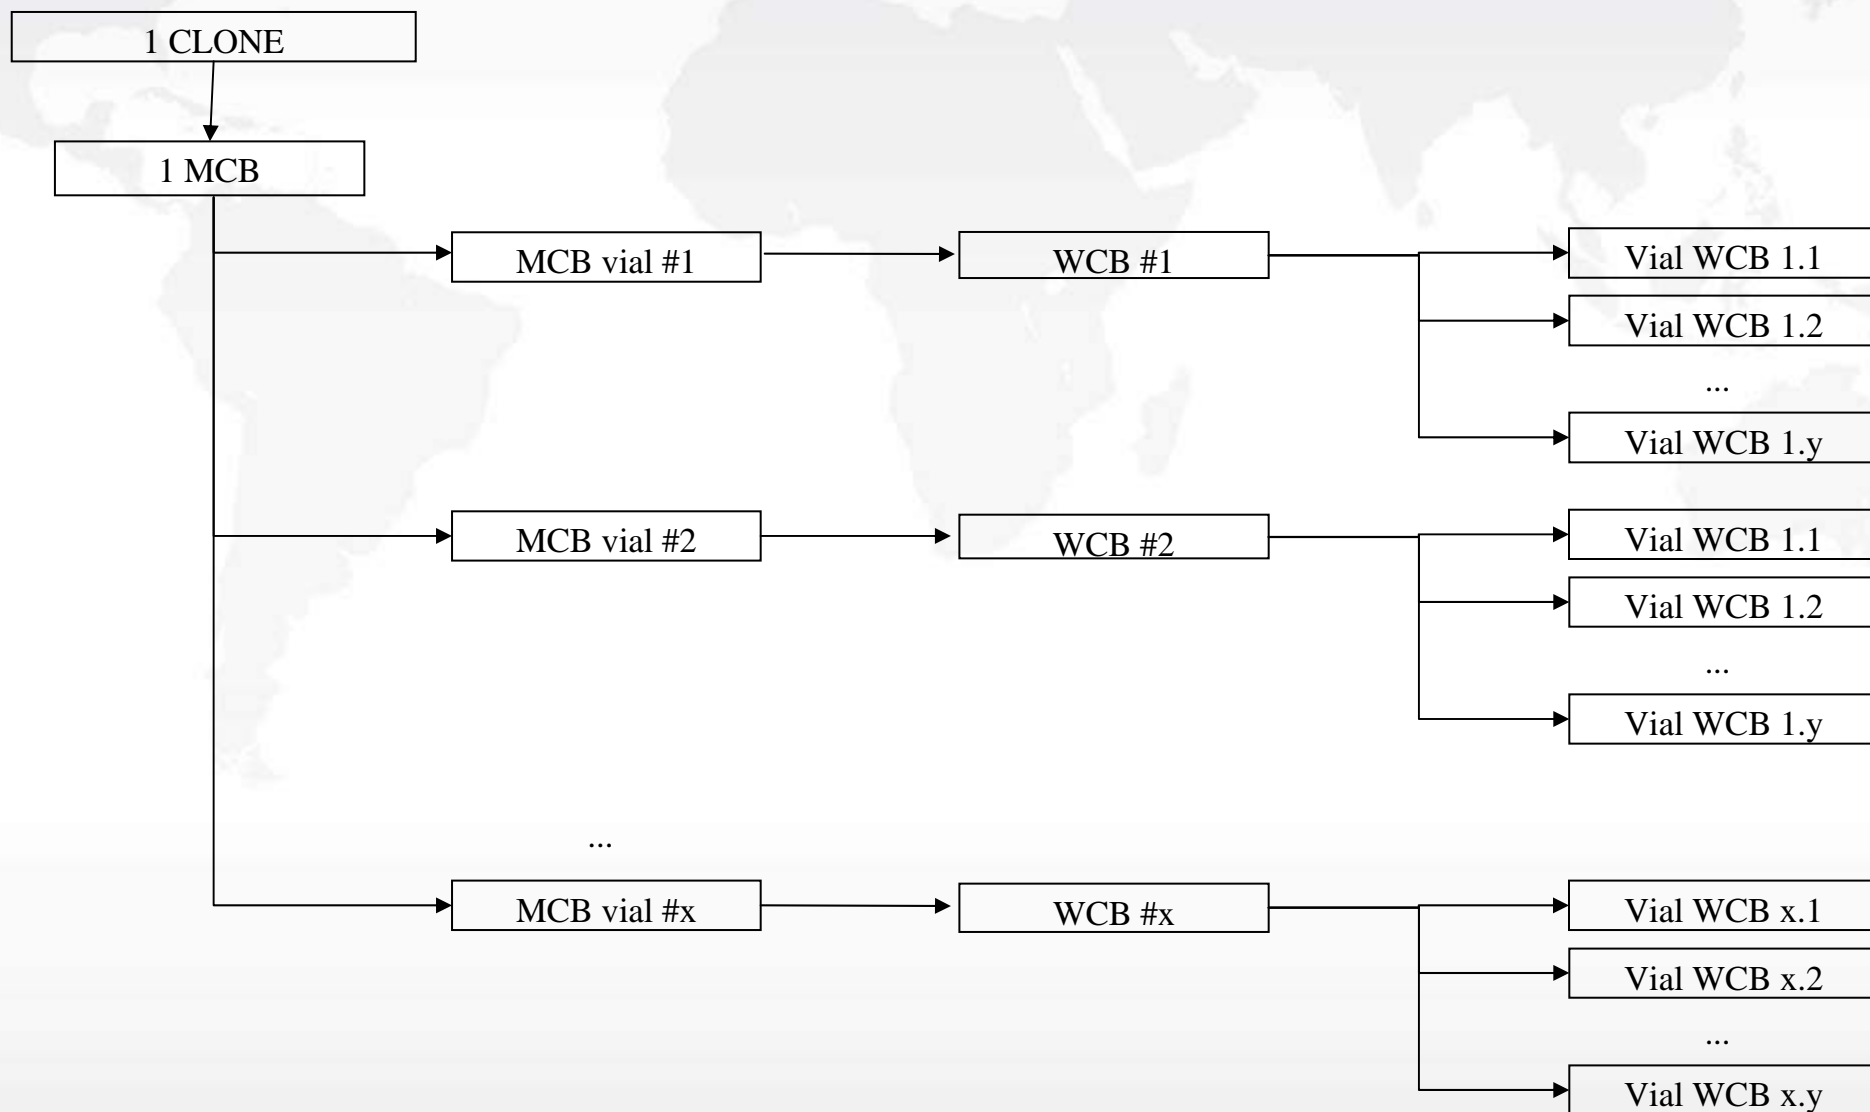 1 CLONE
1 MCB
MCB vial #1
WCB #1
Vial WCB 1.1
Vial WCB 1.2
...
Vial WCB 1.y
MCB vial #2
WCB #2
Vial WCB 1.1
Vial WCB 1.2
...
Vial WCB 1.y
...
MCB vial #x
WCB #x
Vial WCB x.1
Vial WCB x.2
...
Vial WCB x.y